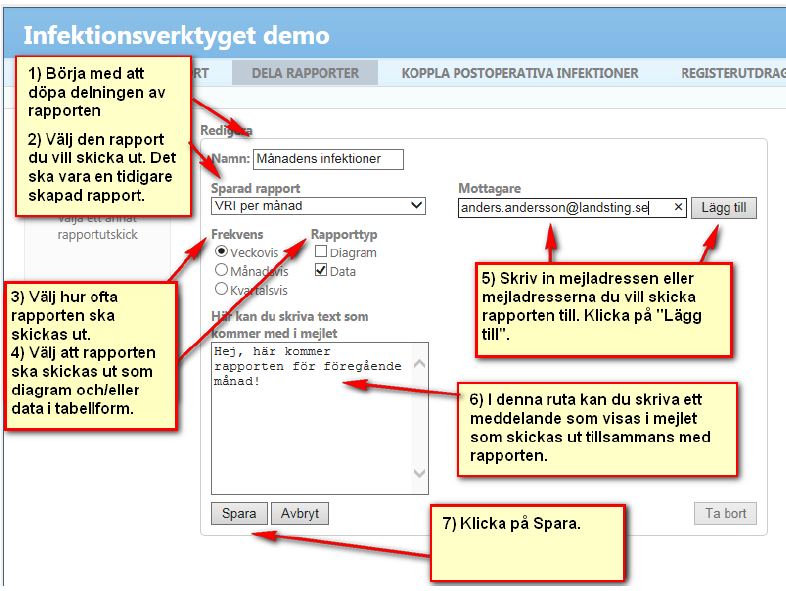 Infektionsverktyget demo
RT
DELA RAPPORTER
KOPPLA POSTOPERATIVA INFEKTIONER
REGISTERUTDRAG
1) Börja med att
döpa delningen av
rapporten
2) Välj den rapport
du vill skicka ut. Det
ska vara en tidigare
skapad rapport.
Välja ett annat
rapportutskick
Redigera
Namn: Månadens infektioner
Sparad rapport
VRI per månad
Mottagare
anders.andersson@landsting.se × Lägg till
Frekvens
Veckovis
Månadsvis
Kvartalsvis
Rapporttyp
Diagram
Data
3) Välj hur ofta
rapporten ska
skickas ut.
4) Välj att rapporten
ska skickas ut som
diagram och/eller
data i tabellform.
5) Skriv in mejladressen eller
mejladresserna du vill skicka
rapporten till. Klicka på "Lägg
till".
Här kan du skriva text som
kommer med i mejlet
Hej, här kommer
rapporten för föregående
månad!
6) I denna ruta kan du skriva ett
meddelande som visas i mejlet
som skickas ut tillsammans med
rapporten.
Spara
Avbryt
Ta bort
7) Klicka på Spara.